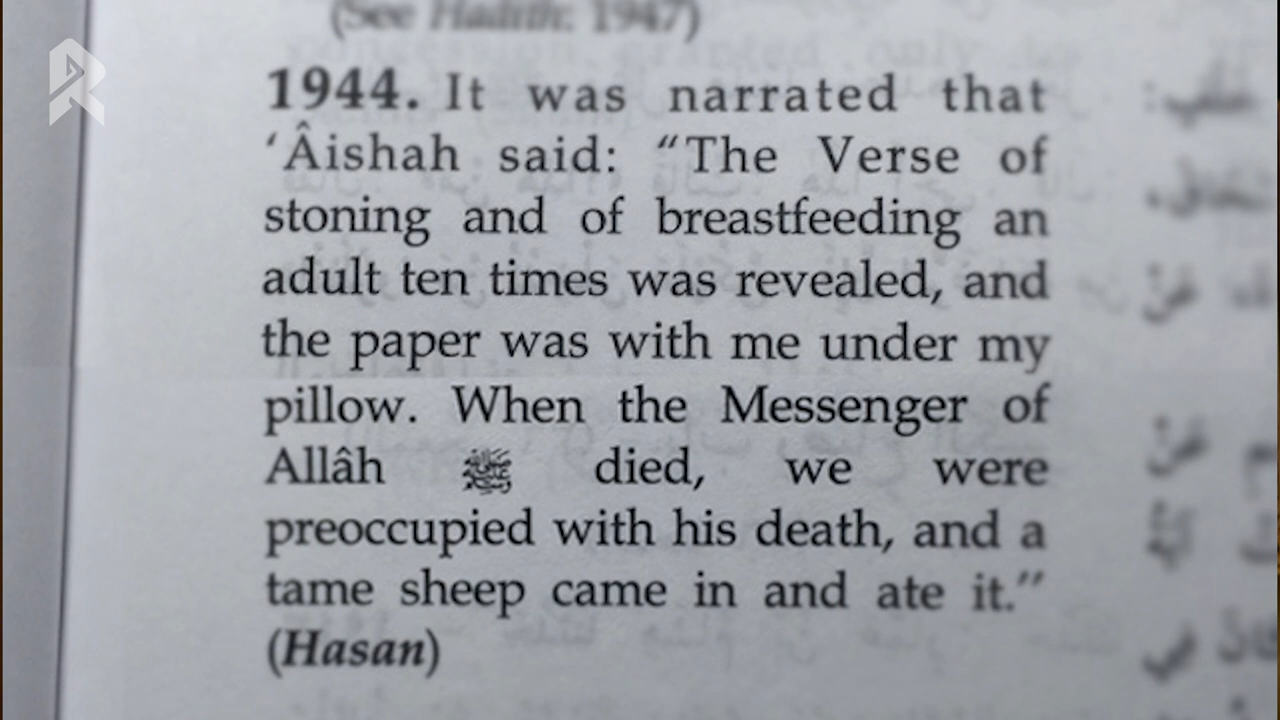 (See Hadith: 1947)
1944. It was narrated that
‘Âishah said: “The Verse of
stoning and of breastfeeding an
adult ten times was revealed, and
the paper was with me under my
pillow. When the Messenger of
Allâh ﷺ died, we were
preoccupied with his death, and a
tame sheep came in and ate it.”
(Hasan)